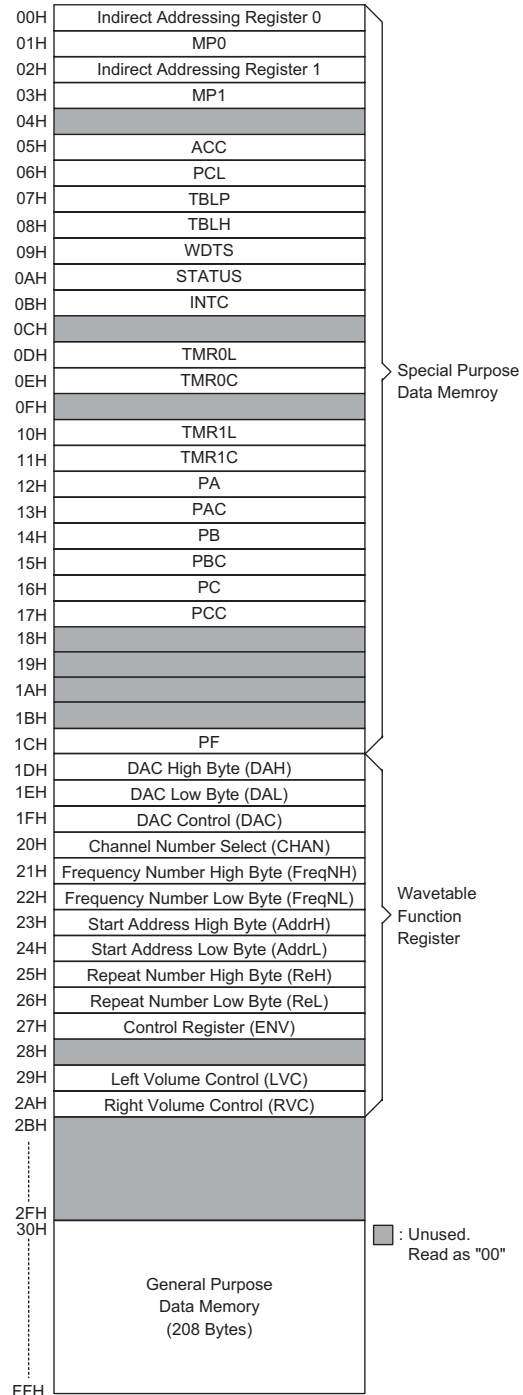 00H Indirect Addressing Register 0
01H MP0
02H Indirect Addressing Register 1
03H MP1
04H
05H ACC
06H PCL
07H TBLP
08H TBLH
09H WDTS
0AH STATUS
0BH INTC
0CH
0DH TMR0L
0EH TMR0C
0FH
10H TMR1L
11H TMR1C
12H PA
13H PAC
14H PB
15H PBC
16H PC
17H PCC
18H
19H
1AH
1BH
1CH PF
Special Purpose
Data Memroy
1DH DAC High Byte (DAH)
1EH DAC Low Byte (DAL)
1FH DAC Control (DAC)
20H Channel Number Select (CHAN)
21H Frequency Number High Byte (FreqNH)
22H Frequency Number Low Byte (FreqNL)
23H Start Address High Byte (AddrH)
24H Start Address Low Byte (AddrL)
25H Repeat Number High Byte (ReH)
26H Repeat Number Low Byte (ReL)
27H Control Register (ENV)
28H
29H Left Volume Control (LVC)
2AH Right Volume Control (RVC)
Wavetable
Function
Register
2BH
2FH
30H
: Unused.
Read as "00"
General Purpose
Data Memory
(208 Bytes)
FFH